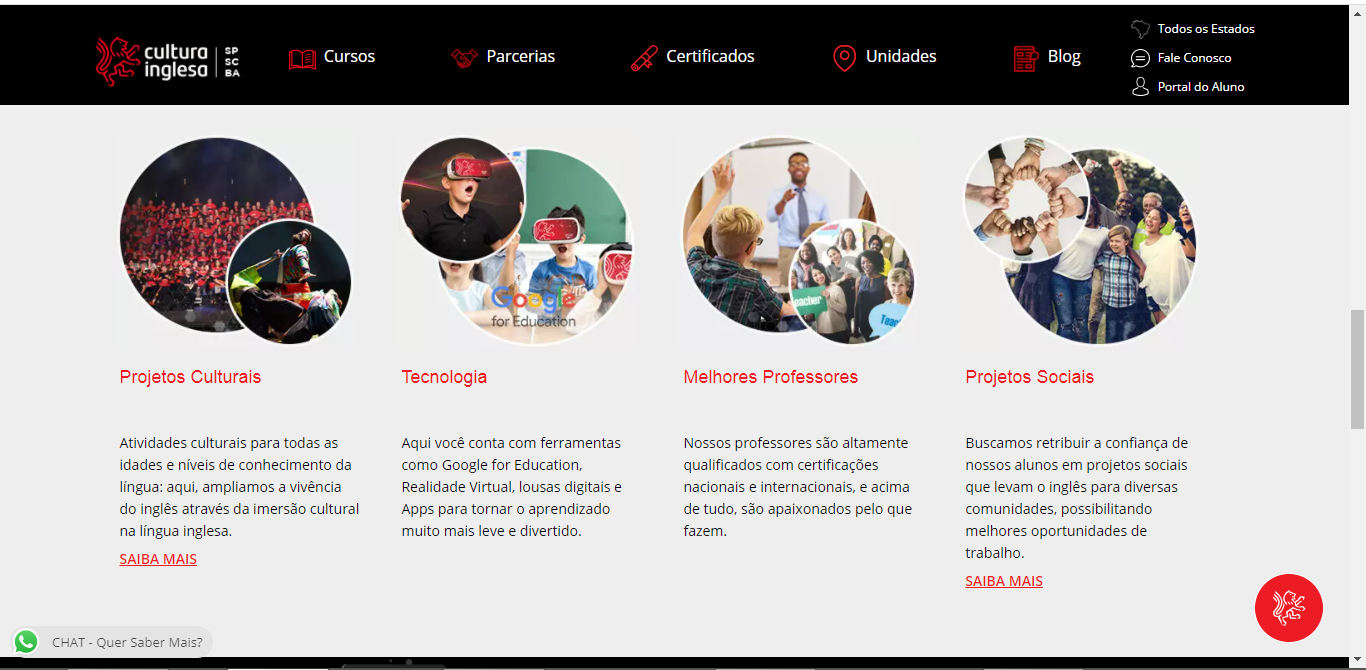 cultura
inglesa
SP
SC
BA
Cursos
Parcerias
Certificados
Unidades
Blog
Todos os Estados
Fale Conosco
Portal do Aluno
Google
for Education
Teacher
Projetos Culturais
Tecnologia
Melhores Professores
Projetos Sociais
Atividades culturais para todas as
idades e níveis de conhecimento da
língua: aqui, ampliamos a vivência
do inglês através da imersão cultural
na língua inglesa.
SAIBA MAIS
Aqui você conta com ferramentas
como Google for Education,
Realidade Virtual, lousas digitais e
Apps para tornar o aprendizado
muito mais leve e divertido.
Nossos professores são altamente
qualificados com certificações
nacionais e internacionais, e acima
de tudo, são apaixonados pelo que
fazem.
Buscamos retribuir a confiança de
nossos alunos em projetos sociais
que levam o inglês para diversas
comunidades, possibilitando
melhores oportunidades de
trabalho.
SAIBA MAIS
CHAT - Quer Saber Mais?